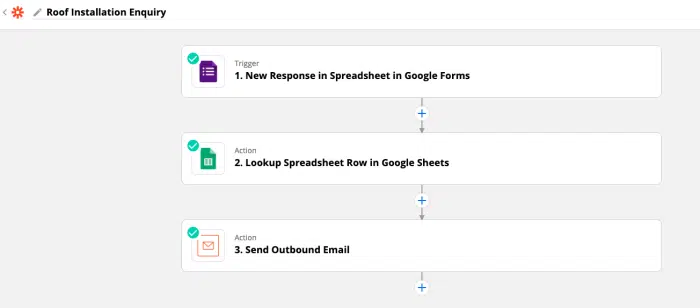 Roof Installation Enquiry
Trigger
1. New Response in Spreadsheet in Google Forms
Action
2. Lookup Spreadsheet Row in Google Sheets
Action
3. Send Outbound Email